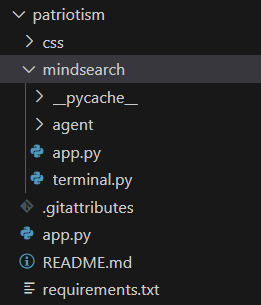 patriotism
css
mindsearch
__pycache__
agent
app.py
terminal.py
.gitattributes
app.py
README.md
requirements.txt